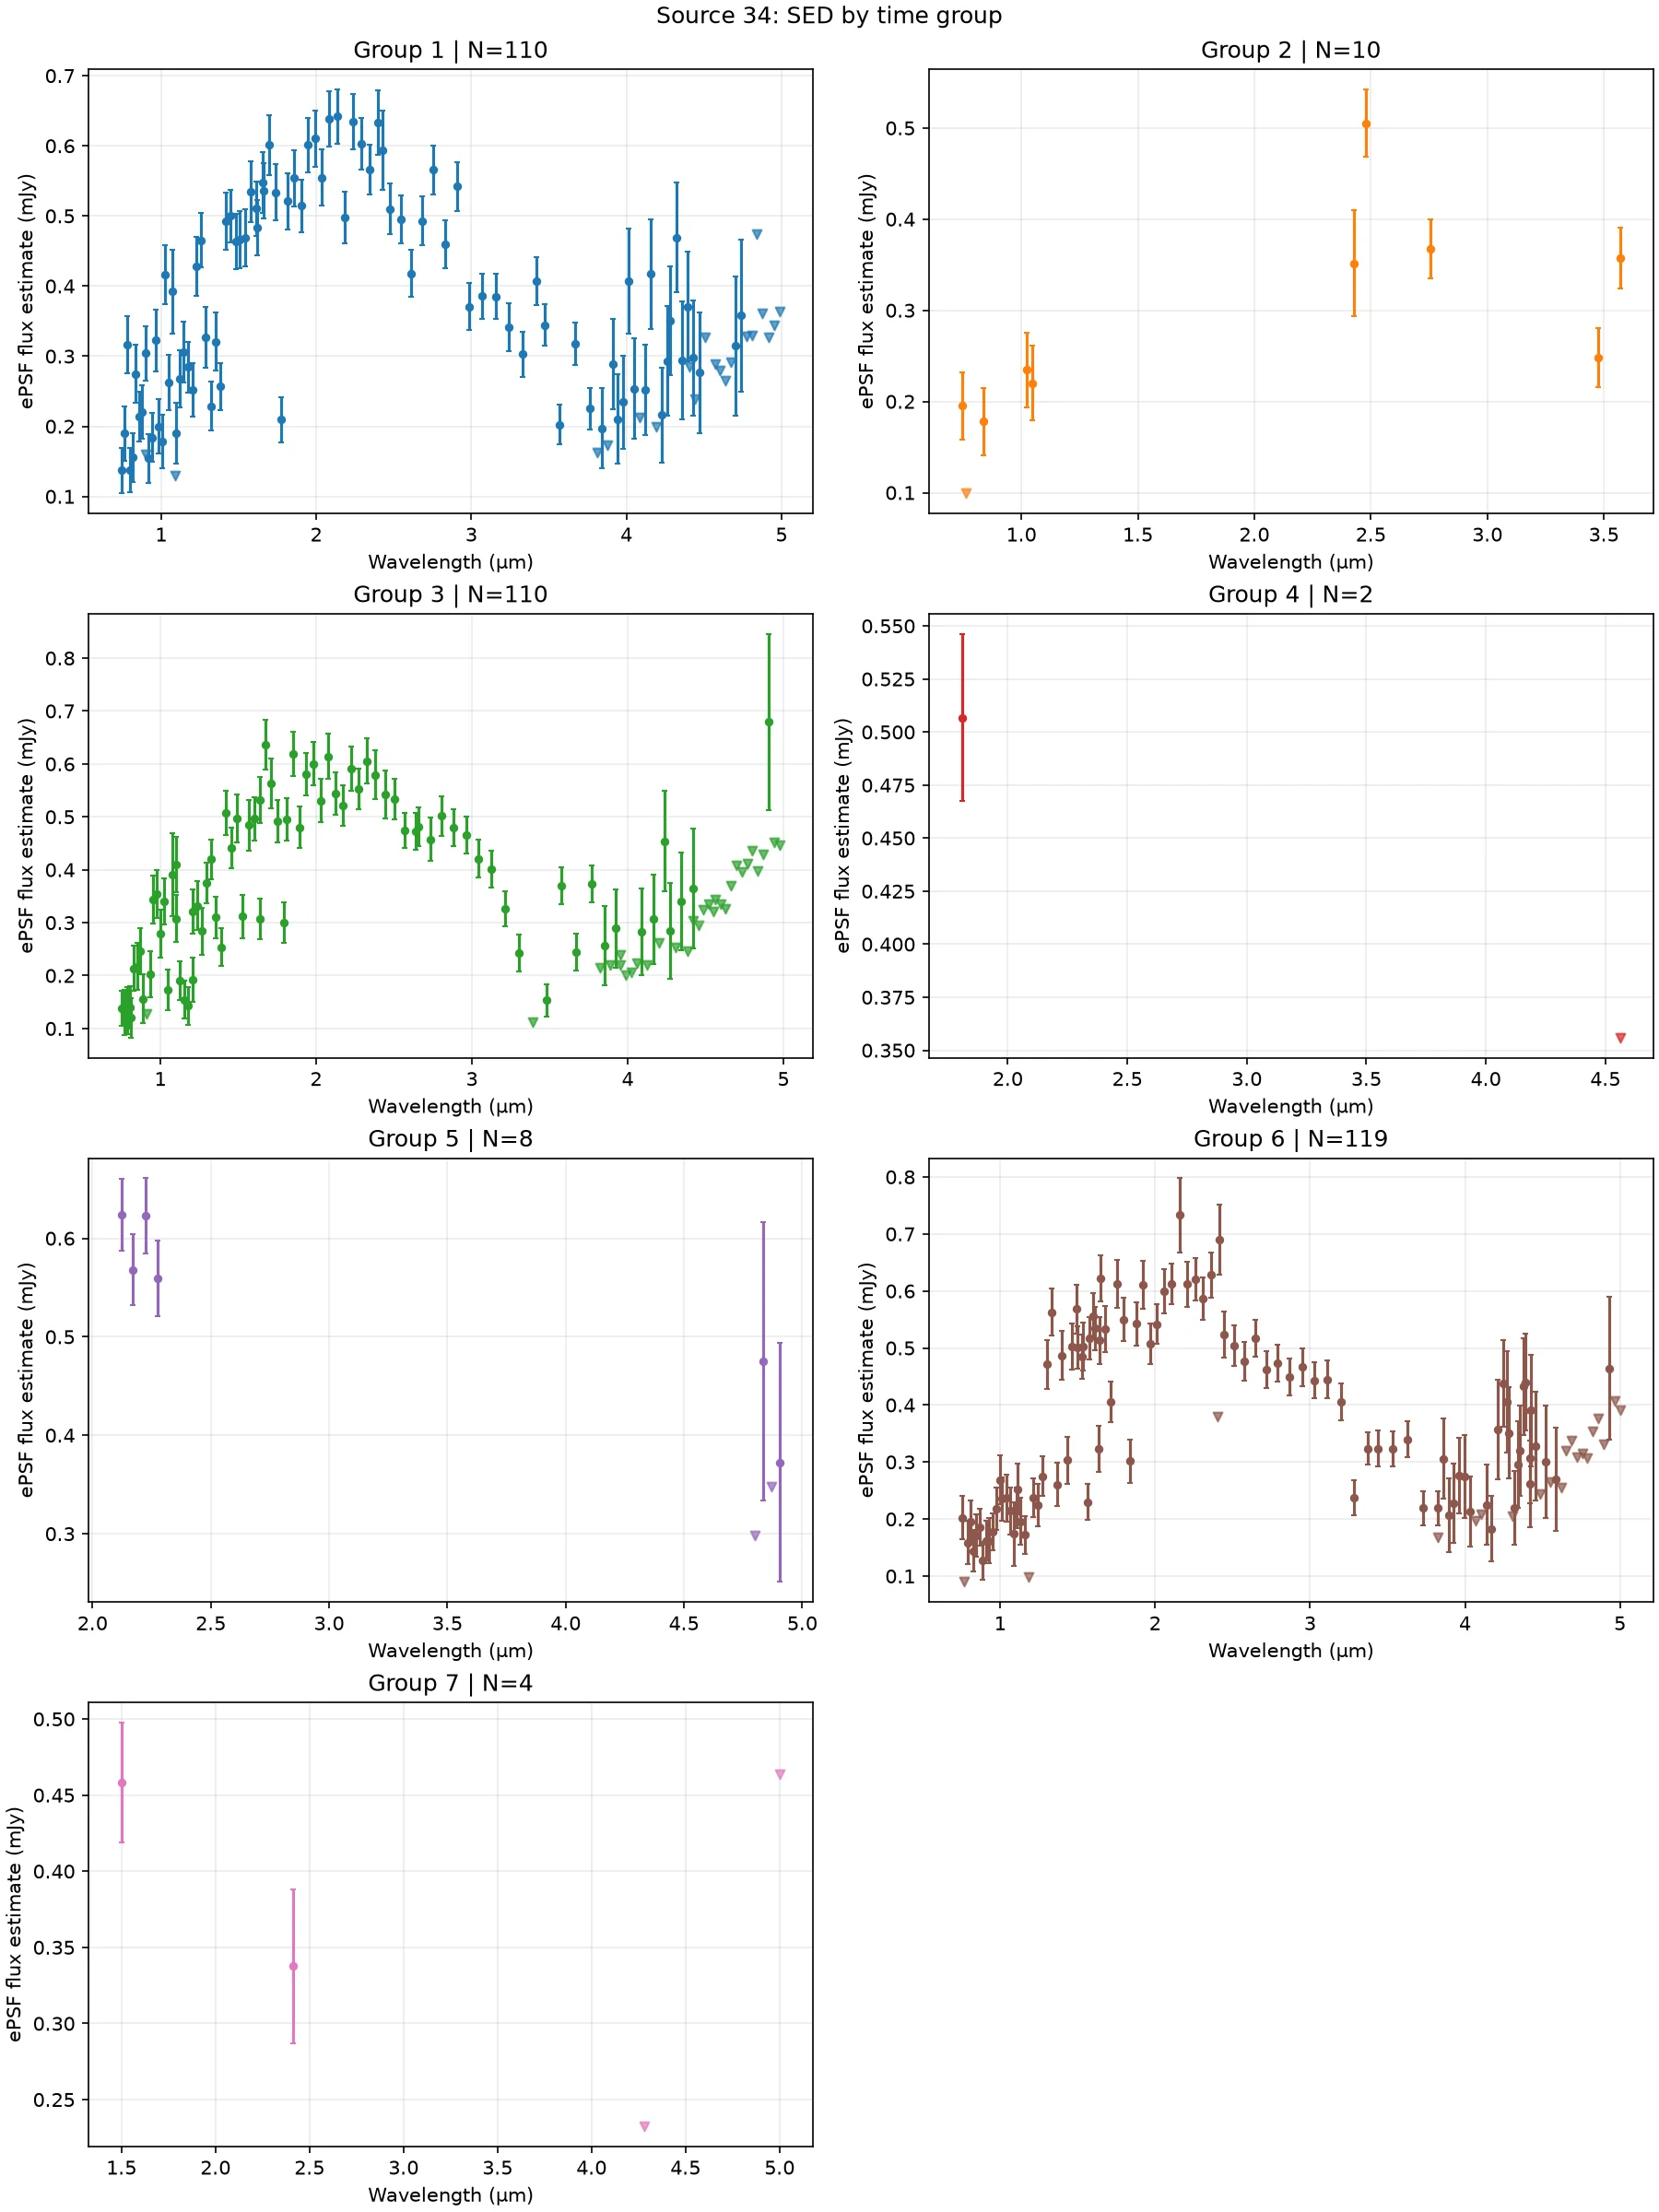 Source 34: SED by time group
Group 1 | N=110
0.7
0.6
0.5
0.4
0.3
0.2
0.1
ePSF flux estimate (mJy)
1 2 3 4 5
Wavelength (µm)
Group 2 | N=10
0.5
0.4
0.3
0.2
0.1
ePSF flux estimate (mJy)
1.0 1.5 2.0 2.5 3.0 3.5
Wavelength (µm)
Group 3 | N=110
0.8
0.7
0.6
0.5
0.4
0.3
0.2
0.1
ePSF flux estimate (mJy)
1 2 3 4 5
Wavelength (µm)
Group 4 | N=2
0.550
0.525
0.500
0.475
0.450
0.425
0.400
0.375
0.350
ePSF flux estimate (mJy)
2.0 2.5 3.0 3.5 4.0 4.5
Wavelength (µm)
Group 5 | N=8
0.6
0.5
0.4
0.3
ePSF flux estimate (mJy)
2.0 2.5 3.0 3.5 4.0 4.5 5.0
Wavelength (µm)
Group 6 | N=119
0.8
0.7
0.6
0.5
0.4
0.3
0.2
0.1
ePSF flux estimate (mJy)
1 2 3 4 5
Wavelength (µm)
Group 7 | N=4
0.50
0.45
0.40
0.35
0.30
0.25
ePSF flux estimate (mJy)
1.5 2.0 2.5 3.0 3.5 4.0 4.5 5.0
Wavelength (µm)